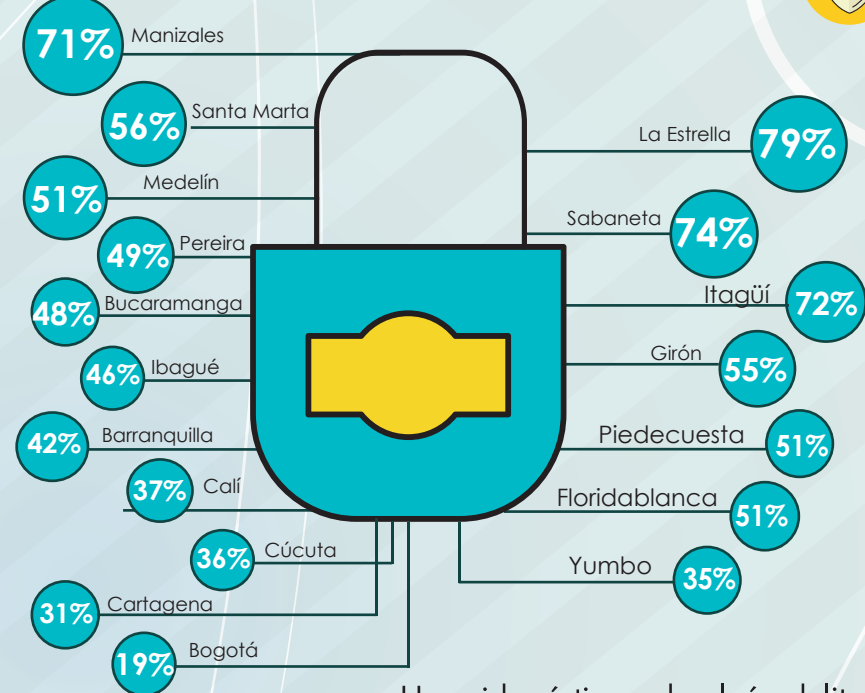 71% Manizales
56% Santa Marta
51% Medelín
49% Pereira
48% Bucaramanga
46% Ibagué
42% Barranquilla
37% Calí
36% Cúcuta
31% Cartagena
19% Bogotá
La Estrella 79%
Sabaneta 74%
Itagüí 72%
Girón 55%
Piedecuesta 51%
Floridablanca 51%
Yumbo 35%